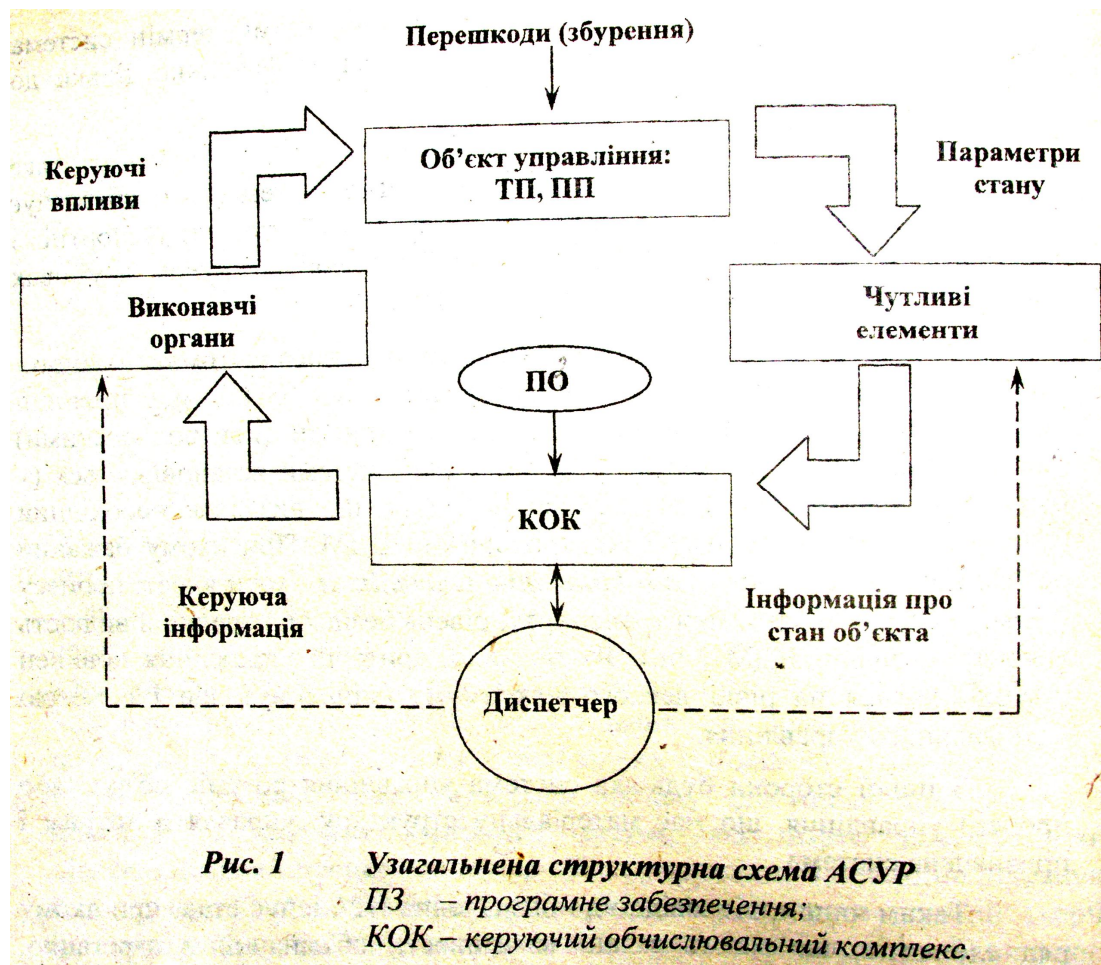 Перешкоди (збурення)
Об’єкт управління:
ТП, ПП
Керуючі
впливи
Параметри
стану
Виконавчі
органи
Чутливі
елементи
ПО
КОК
Керуюча
інформація
Інформація про
стан об’єкта
Диспетчер
Рис. 1 Узагальнена структурна схема АСУР
ПЗ – програмне забезпечення;
КОК – керуючий обчислювальний комплекс.